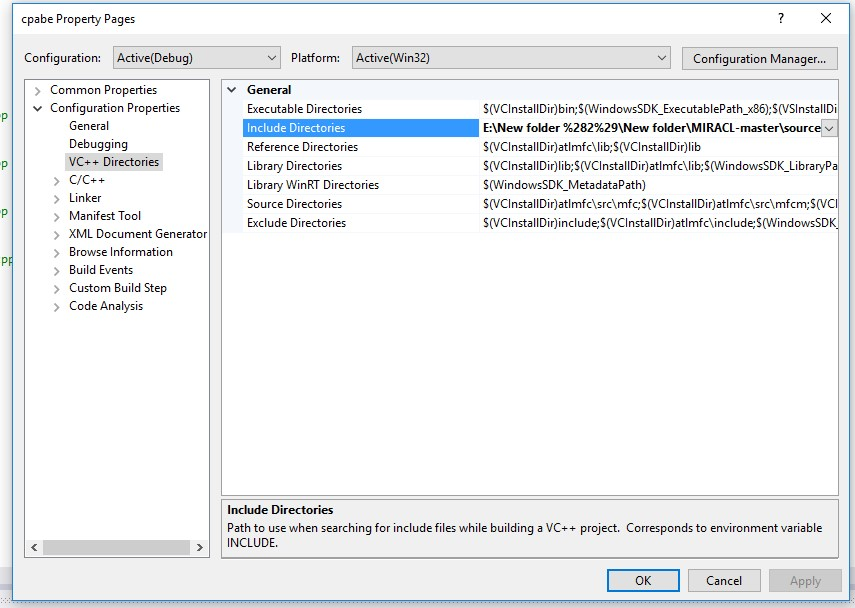 cpabe Property Pages
Configuration: Active(Debug) Platform: Active(Win32) Configuration Manager...
Common Properties
Configuration Properties
General
Debugging
VC++ Directories
C/C++
Linker
Manifest Tool
XML Document Generator
Browse Information
Build Events
Custom Build Step
Code Analysis
General
Executable Directories $(VCInstallDir)bin;$(WindowsSDK_ExecutablePath_x86);$(VSInstallDi
Include Directories E:\New folder %282%29\New folder\MIRACL-master\source
Reference Directories $(VCInstallDir)atlmfc\lib;$(VCInstallDir)lib
Library Directories $(VCInstallDir)lib;$(VCInstallDir)atlmfc\lib;$(WindowsSDK_LibraryPa
Library WinRT Directories $(WindowsSDK_MetadataPath)
Source Directories $(VCInstallDir)atlmfc\src\mfc;$(VCInstallDir)atlmfc\src\mfcm;$(VCI
Exclude Directories $(VCInstallDir)include;$(VCInstallDir)atlmfc\include;$(WindowsSDK_
Include Directories
Path to use when searching for include files while building a VC++ project. Corresponds to environment variable
INCLUDE.
OK Cancel Apply